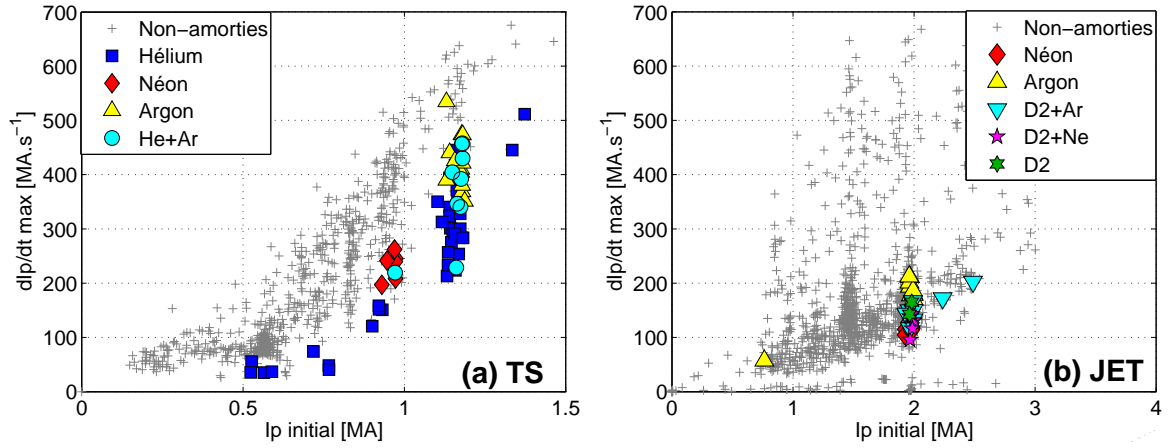 700
600
500
400
300
200
100
0
dIp/dt max [MA.s⁻¹]
0
0.5
1
1.5
Ip initial [MA]
Non−amorties
Hélium
Néon
Argon
He+Ar
(a) TS
700
600
500
400
300
200
100
0
dIp/dt max [MA.s⁻¹]
0
1
2
3
4
Ip initial [MA]
Non−amorties
Néon
Argon
D2+Ar
D2+Ne
D2
(b) JET